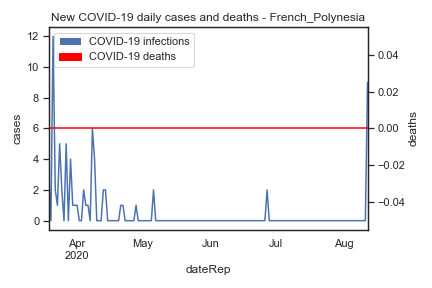 New COVID-19 daily cases and deaths - French_Polynesia
COVID-19 infections
COVID-19 deaths
12
10
8
6
4
2
0
cases
0.04
0.02
0.00
−0.02
−0.04
deaths
Apr
2020
May
Jun
Jul
Aug
dateRep